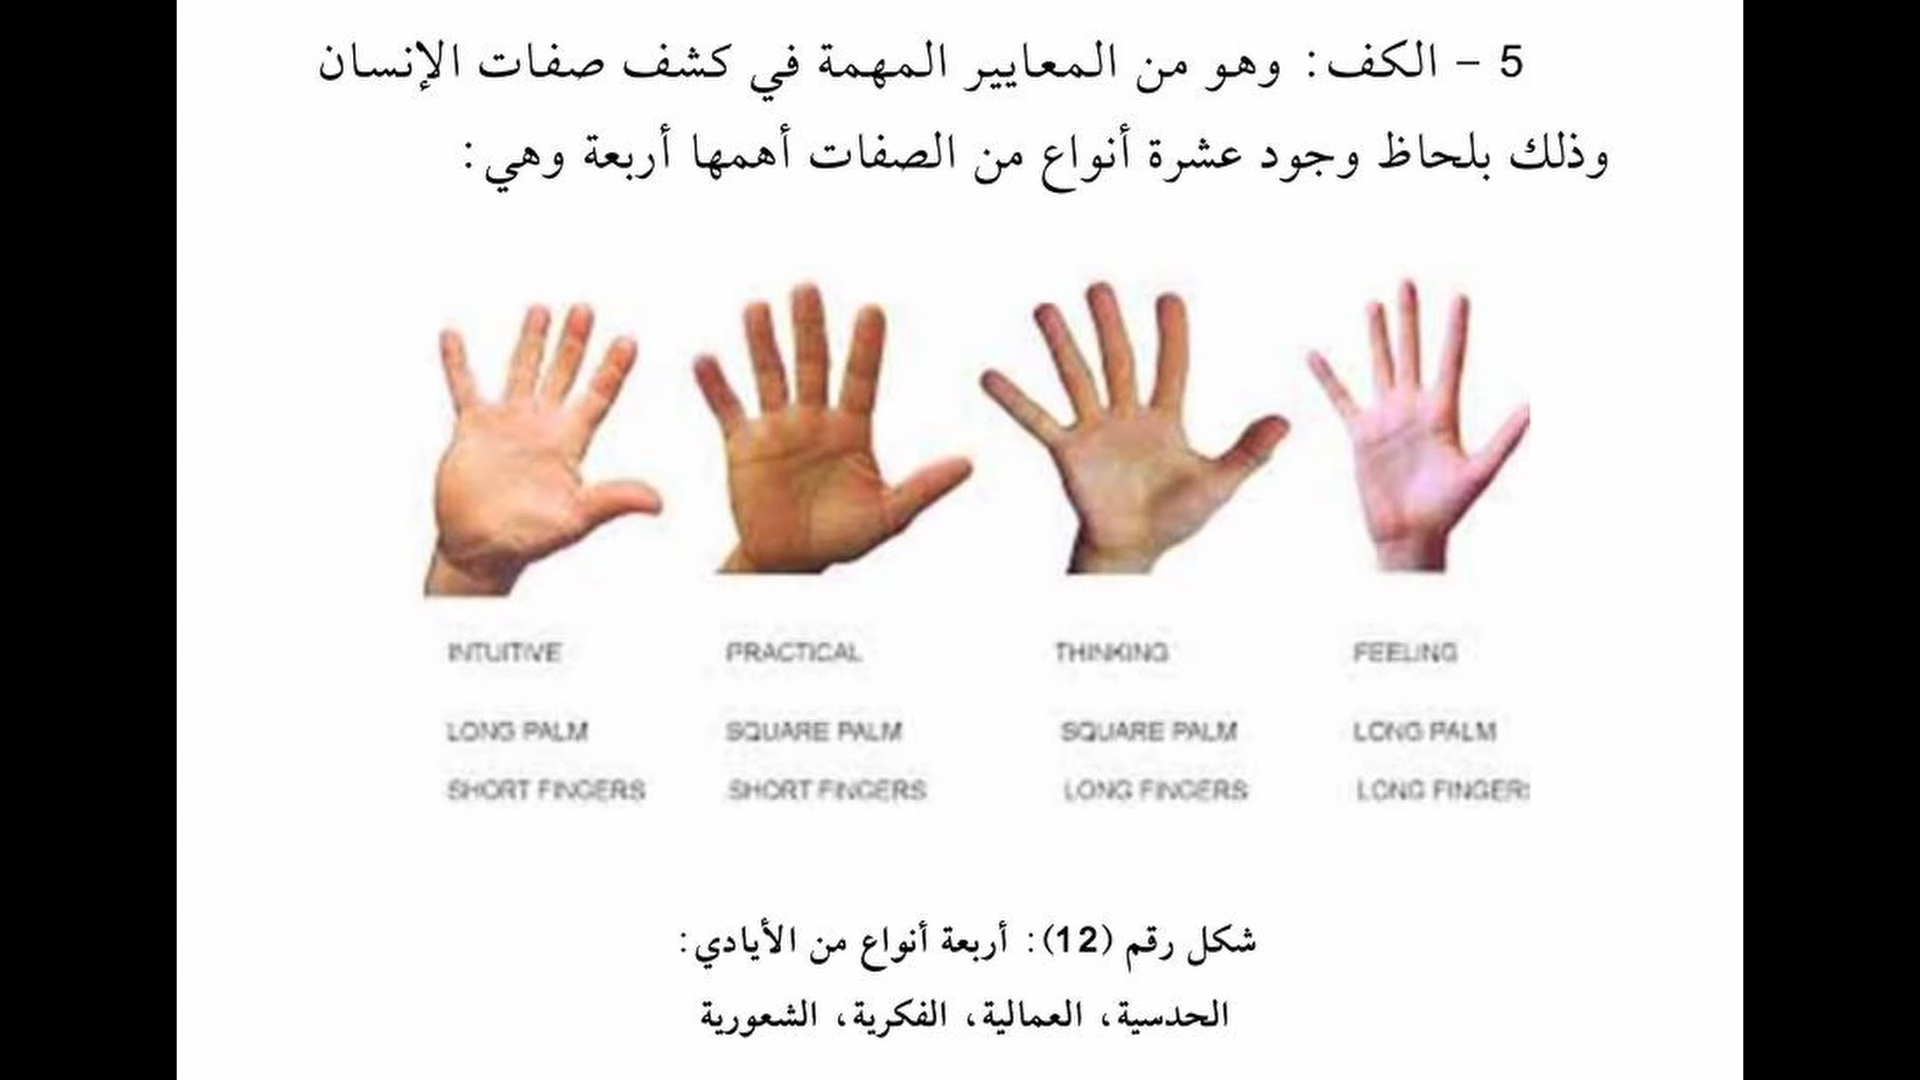 5 – الكف: وهو من المعايير المهمة في كشف صفات الإنسان
وذلك بلحاظ وجود عشرة أنواع من الصفات أهمها أربعة وهي:
INTUITIVE PRACTICAL THINKING FEELING
LONG PALM SQUARE PALM SQUARE PALM LONG PALM
SHORT FINGERS SHORT FINGERS LONG FINGERS LONG FINGERS
شكل رقم (12): أربعة أنواع من الأيادي:
الحدسية، العمالية، الفكرية، الشعورية